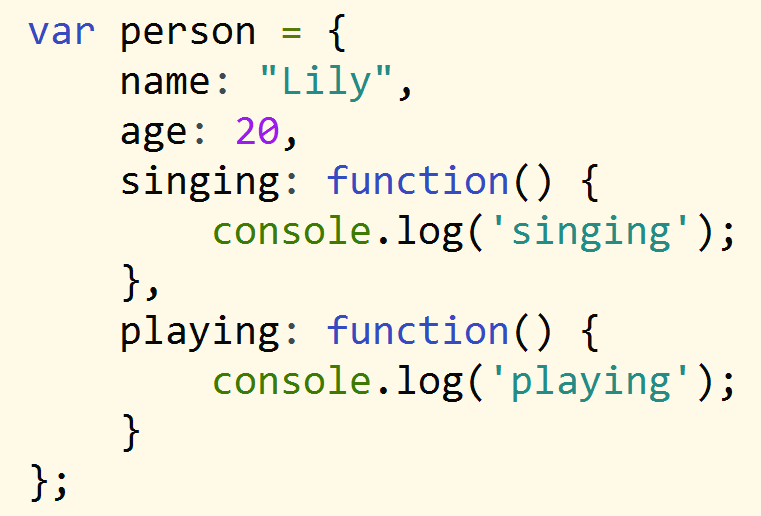 var person = {
    name: "Lily",
    age: 20,
    singing: function() {
        console.log('singing');
    },
    playing: function() {
        console.log('playing');
    }
};